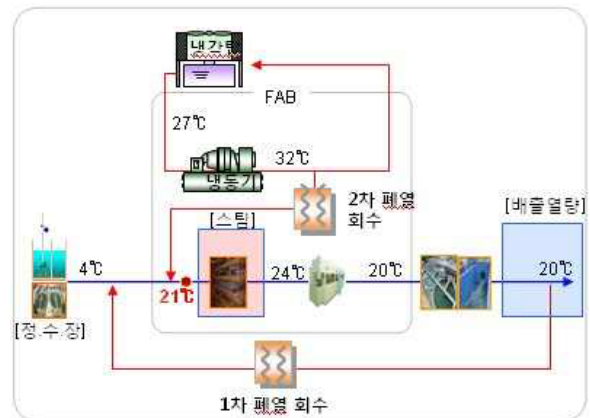 냉각탑
FAB
27℃
32℃
냉동기
2차 폐열
회수
[스팀]
[배출열량]
4℃
24℃
20℃
20℃
21℃
[정.수.장]
1차 폐열 회수